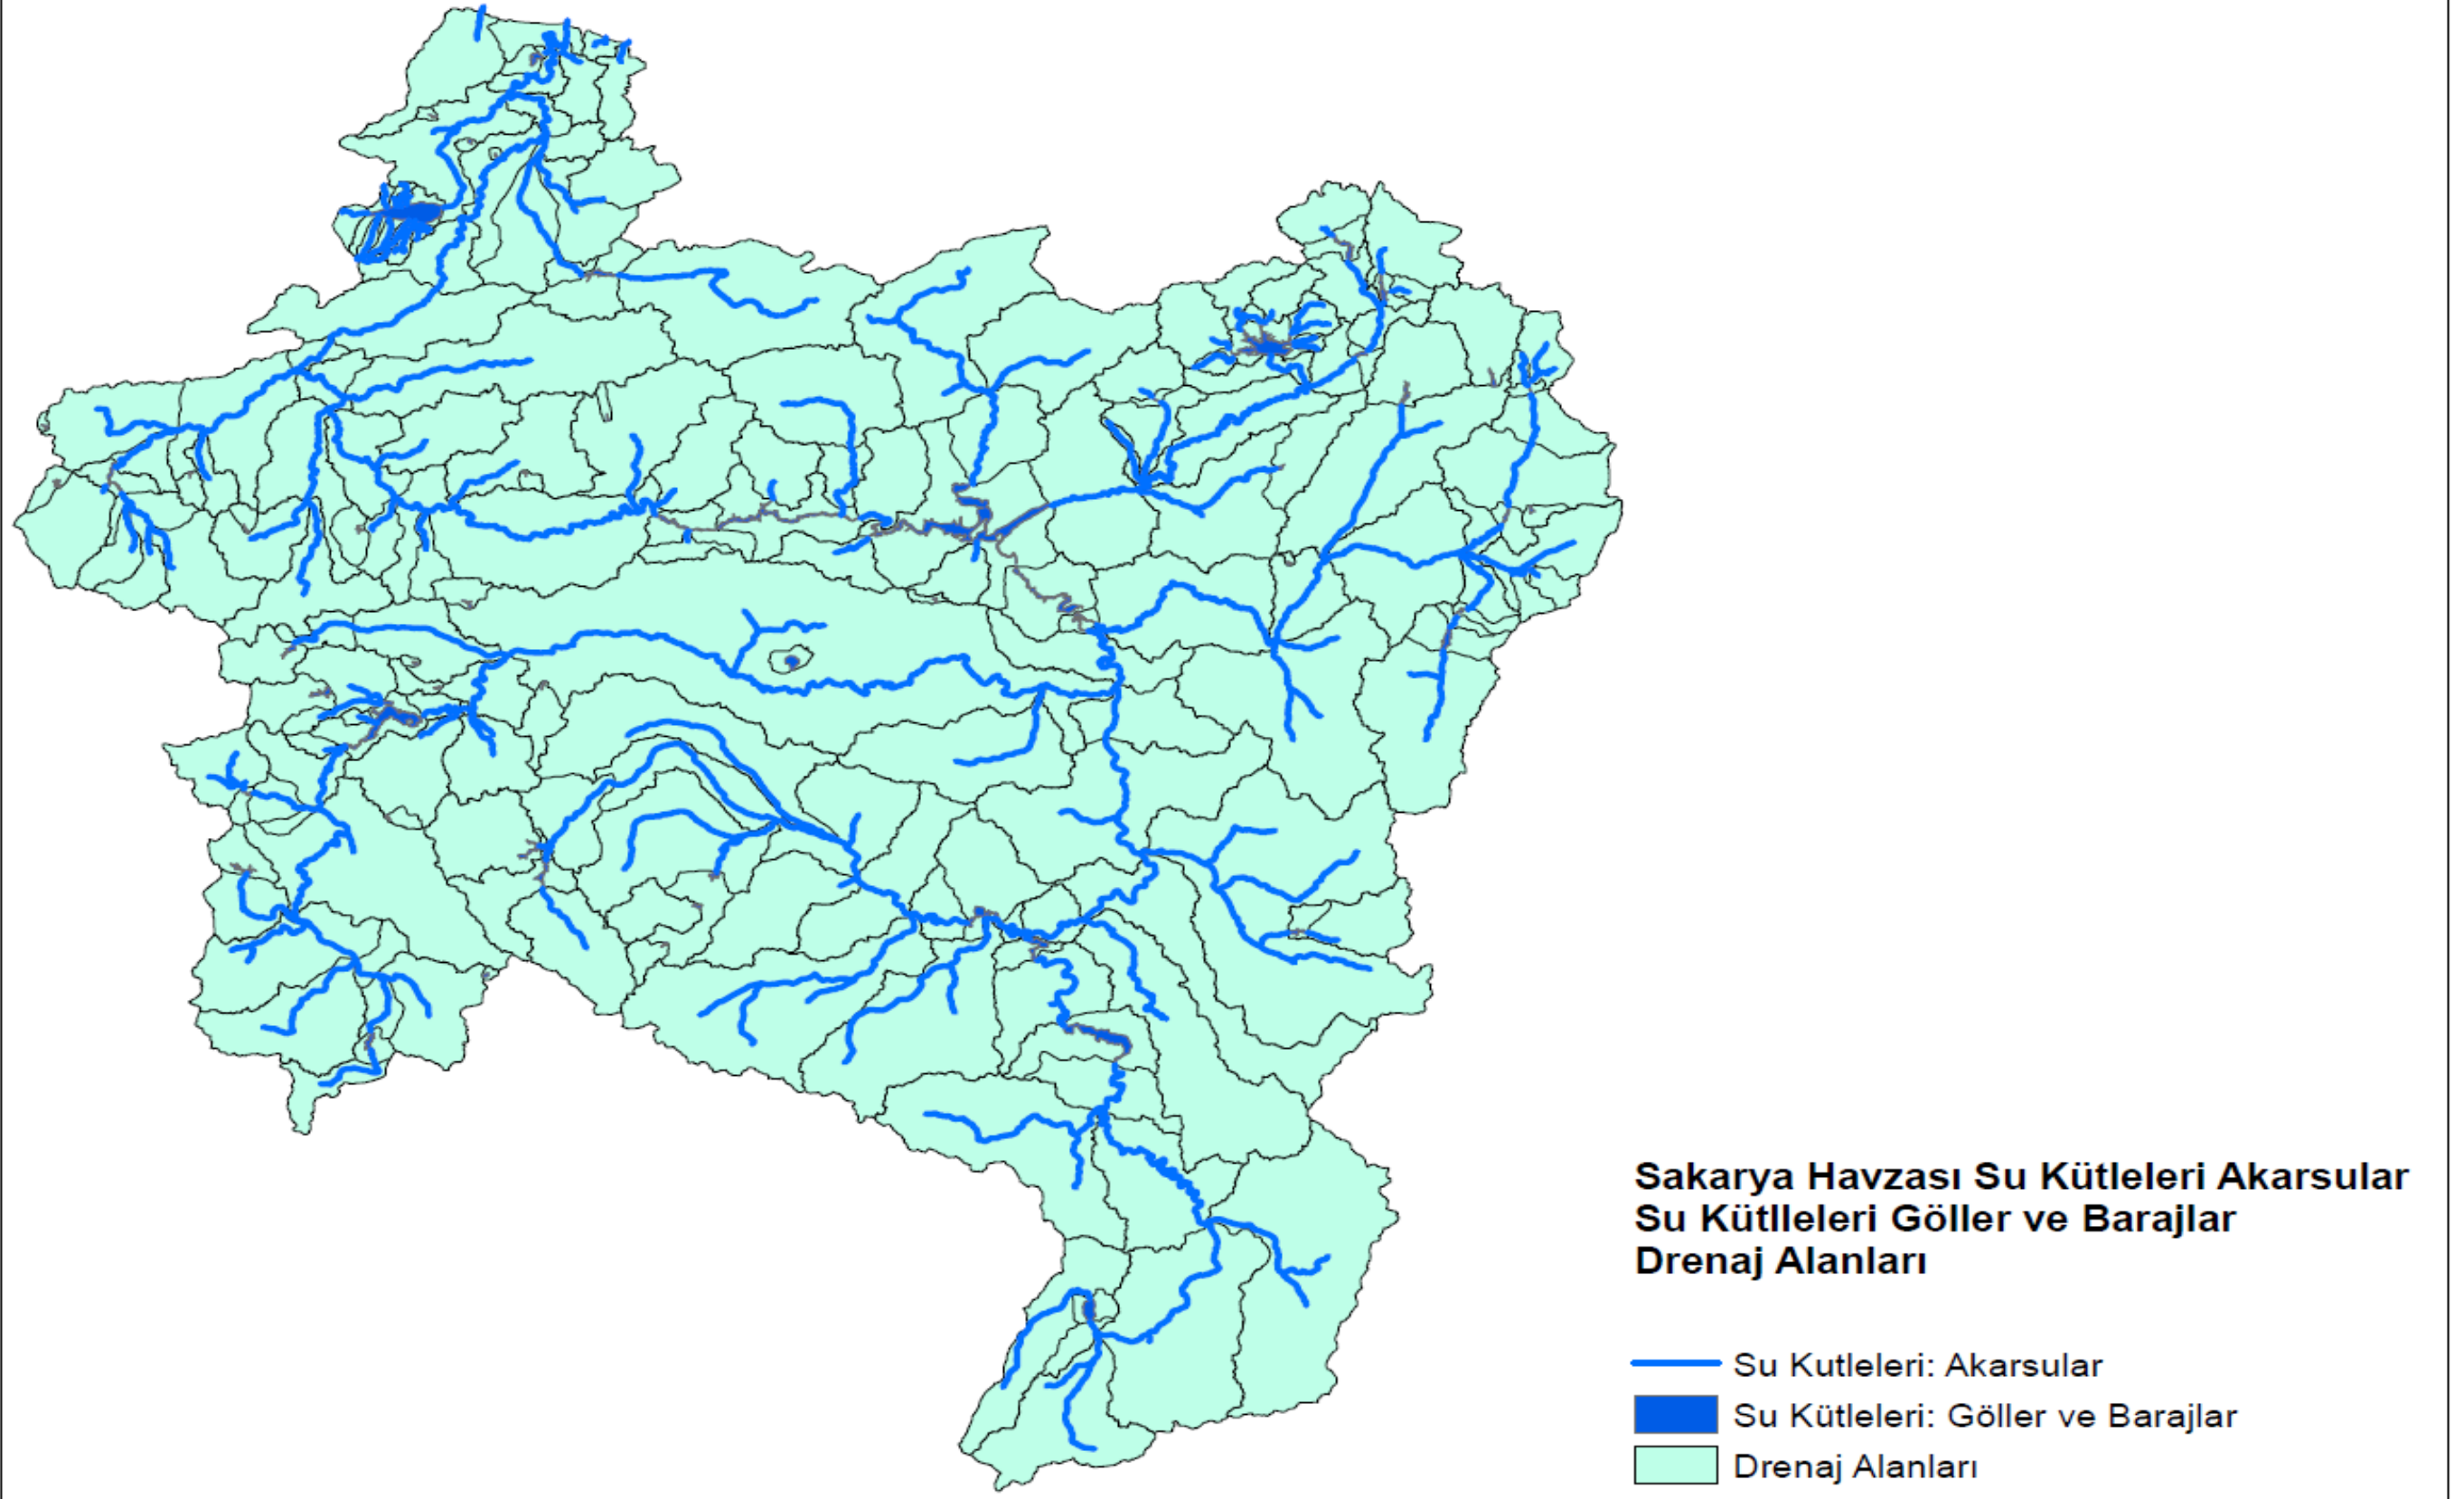 Sakarya Havzası Su Kütleleri Akarsular
Su Kütlleleri Göller ve Barajlar
Drenaj Alanları
Su Kutleleri: Akarsular
Su Kütleleri: Göller ve Barajlar
Drenaj Alanları